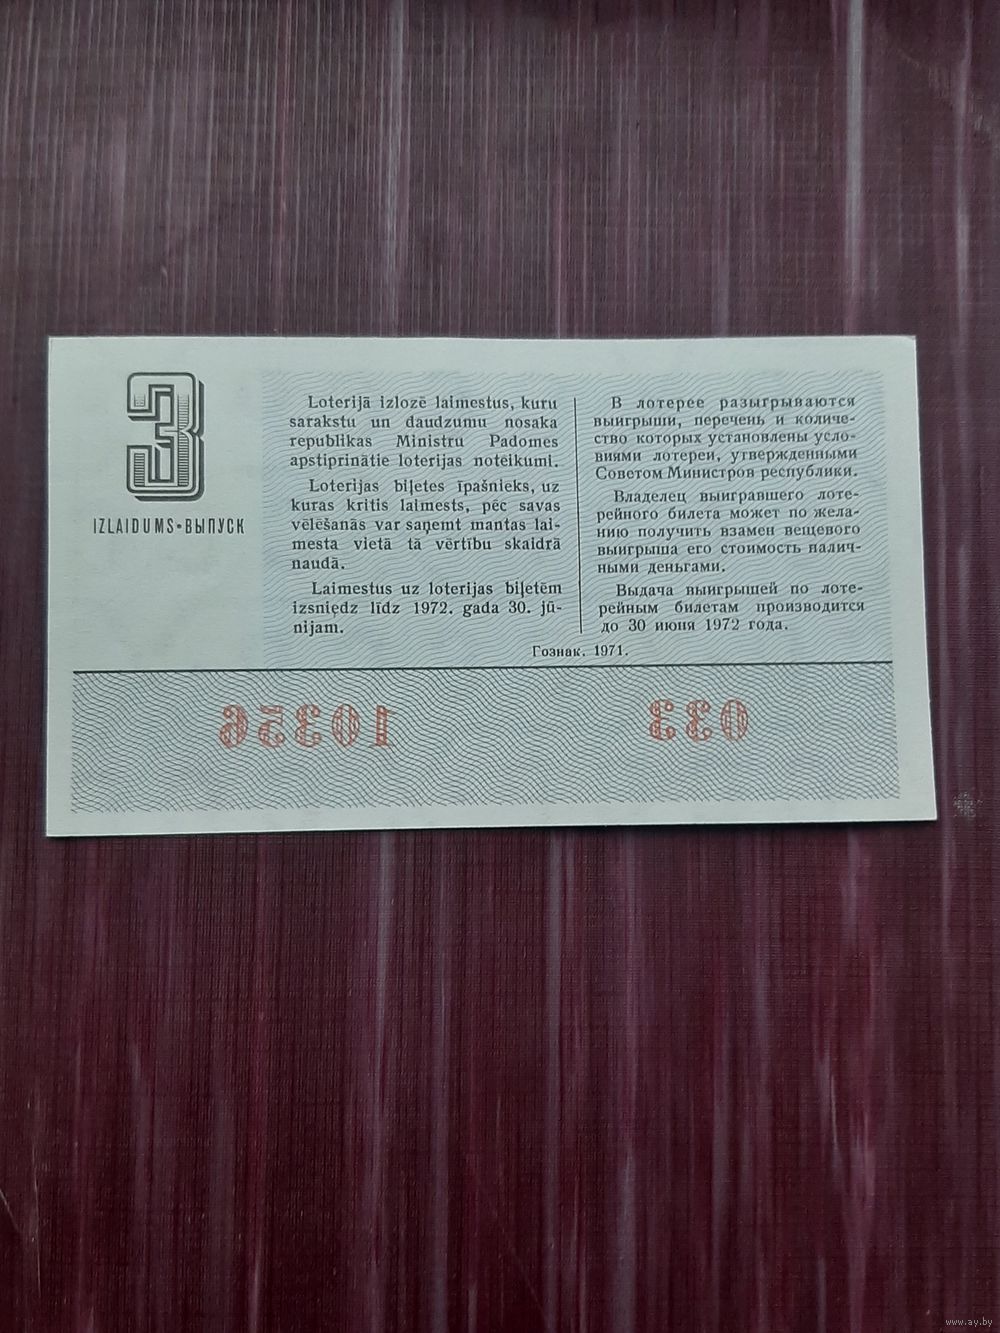 3
IZLAIDUMS·ВЫПУСК
Loterijā izlozē laimestus, kuru
sarakstu un daudzumu nosaka
republikas Ministru Padomes
apstiprinātie loterijas noteikumi.
Loterijas biļetes īpašnieks, uz
kuras kritis laimests, pēc savas
vēlēšanās var saņemt mantas lai-
mesta vietā tā vērtību skaidrā
naudā.
Laimestus uz loterijas biļetēm
izsniedz līdz 1972. gada 30. jū-
nijam.
В лотерее разыгрываются
выигрыши, перечень и количе-
ство которых установлены усло-
виями лотереи, утвержденными
Советом Министров республики.
Владелец выигравшего лоте-
рейного билета может по жела-
нию получить взамен вещевого
выигрыша его стоимость налич-
ными деньгами.
Выдача выигрышей по лоте-
рейным билетам производится
до 30 июня 1972 года.
Гознак. 1971.
10356
033
www.ay.by